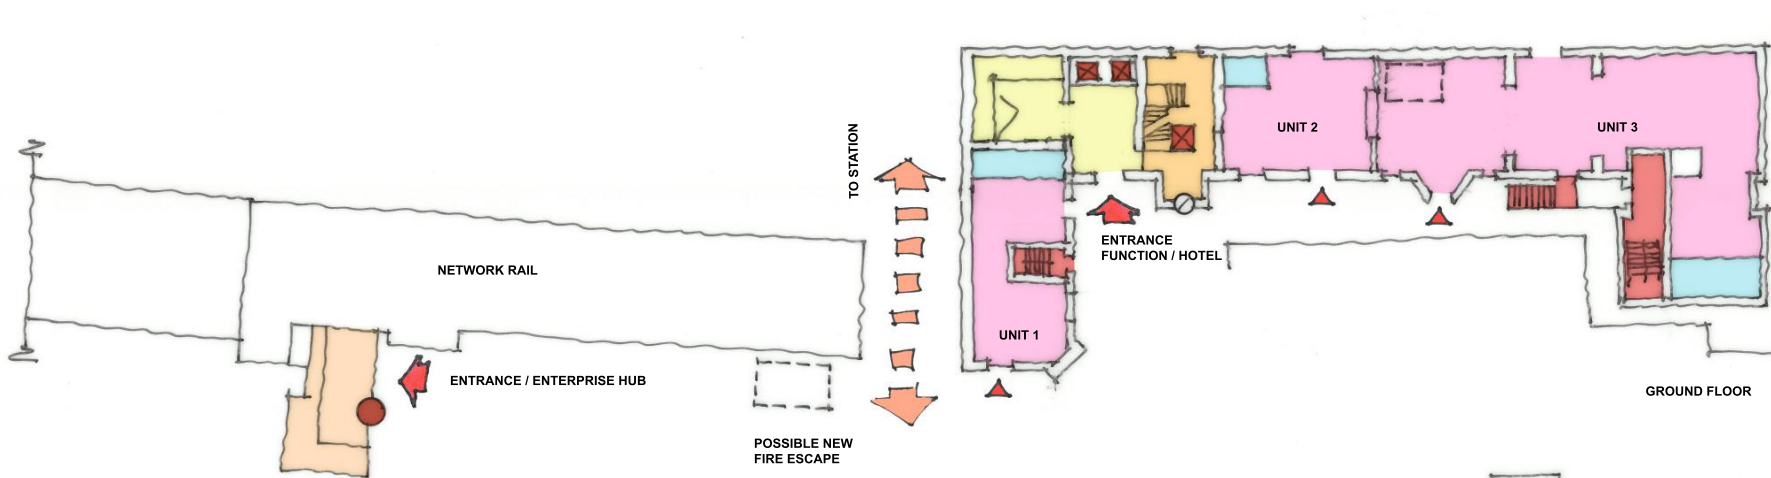 TO STATION
UNIT 2
UNIT 3
ENTRANCE
FUNCTION / HOTEL
NETWORK RAIL
UNIT 1
ENTRANCE / ENTERPRISE HUB
GROUND FLOOR
POSSIBLE NEW
FIRE ESCAPE